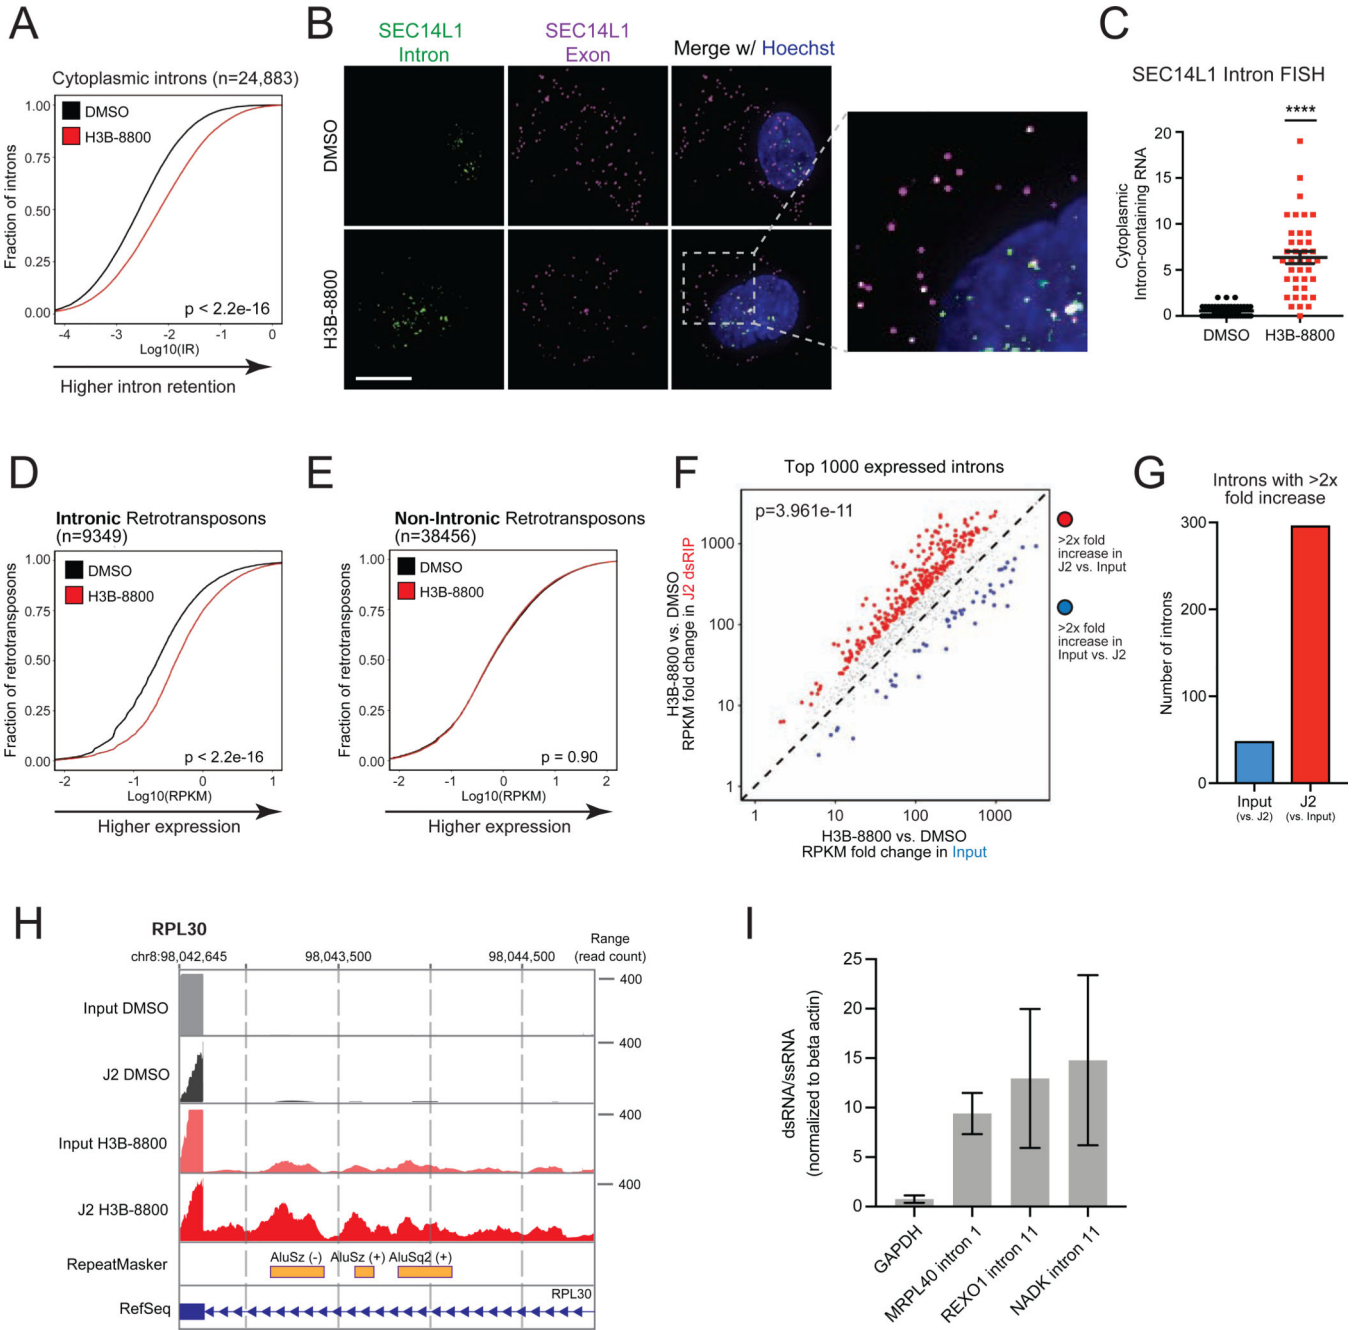 A
Cytoplasmic introns (n=24,883)
DMSO
H3B-8800
Fraction of introns
1.00
0.75
0.50
0.25
0.00
p < 2.2e-16
-4 -3 -2 -1 0
Log10(IR)
Higher intron retention
B
SEC14L1
Intron
SEC14L1
Exon
Merge w/ Hoechst
DMSO
H3B-8800
C
SEC14L1 Intron FISH
****
Cytoplasmic
Intron-containing RNA
20
15
10
5
0
DMSO H3B-8800
D
Intronic Retrotransposons
(n=9349)
DMSO
H3B-8800
Fraction of retrotransposons
1.00
0.75
0.50
0.25
0.00
p < 2.2e-16
-2 -1 0 1
Log10(RPKM)
Higher expression
E
Non-Intronic Retrotransposons
(n=38456)
DMSO
H3B-8800
Fraction of retrotransposons
1.00
0.75
0.50
0.25
0.00
p = 0.90
-2 -1 0 1 2
Log10(RPKM)
Higher expression
F
Top 1000 expressed introns
p=3.961e-11
H3B-8800 vs. DMSO
RPKM fold change in J2 dsRIP
1000
100
10
1
1 10 100 1000
H3B-8800 vs. DMSO
RPKM fold change in Input
>2x fold
increase in
J2 vs. Input
>2x fold
increase in
Input vs. J2
G
Introns with >2x
fold increase
Number of introns
300
200
100
0
Input J2
(vs. J2) (vs. Input)
H
RPL30
chr8:98,042,645 98,043,500 98,044,500
Range
(read count)
Input DMSO
400
J2 DMSO
400
Input H3B-8800
400
J2 H3B-8800
400
RepeatMasker
AluSz (-) AluSz (+) AluSq2 (+)
RefSeq
RPL30
I
dsRNA/ssRNA
(normalized to beta actin)
25
20
15
10
5
0
GAPDH
MRPL40 intron 1
REXO1 intron 11
NADK intron 11